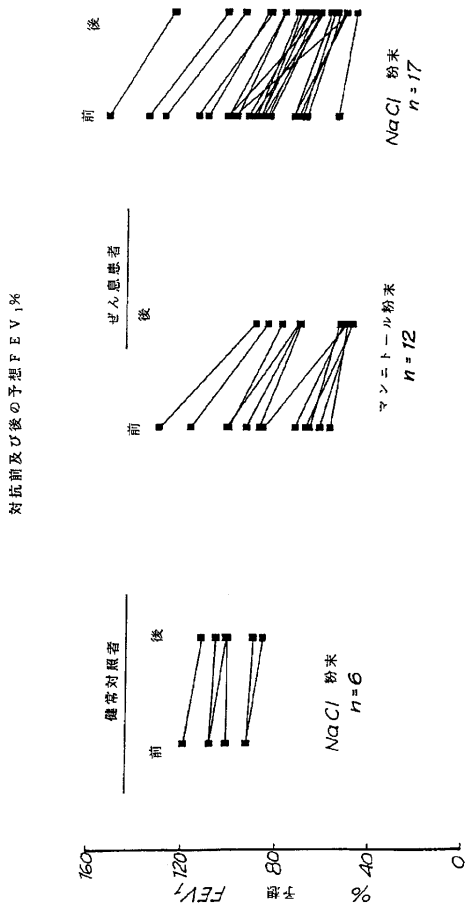 対抗前及び後の予想FEV₁%
健常対照者
ぜん息患者
前
後
前
後
前
後
160
120
80
40
0
% 予想 FEV₁
NaCl 粉末
n=6
マンニトール粉末
n=12
NaCl 粉末
n=17